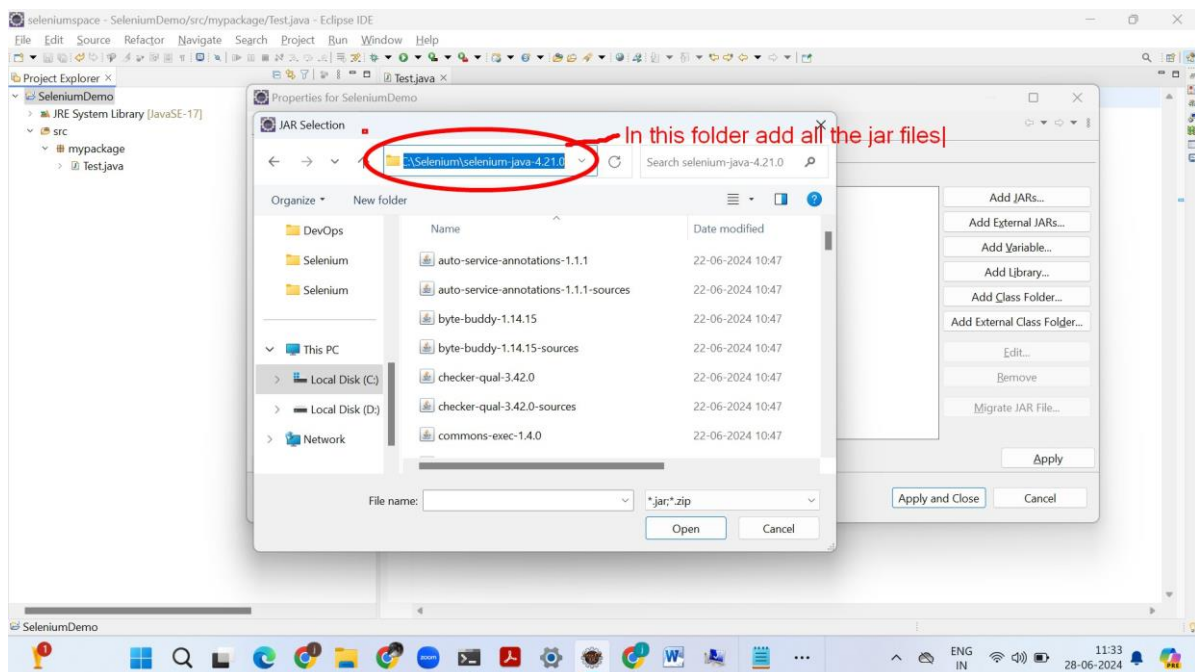 seleniumspace - SeleniumDemo/src/mypackage/Test.java - Eclipse IDE
File Edit Source Refactor Navigate Search Project Run Window Help
Project Explorer
Test.java
SeleniumDemo
JRE System Library [JavaSE-17]
src
mypackage
Test.java
Properties for SeleniumDemo
JAR Selection
In this folder add all the jar files
C:\Selenium\selenium-java-4.21.0
Search selenium-java-4.21.0
Organize
New folder
Name
Date modified
DevOps
Selenium
Selenium
This PC
Local Disk (C:)
Local Disk (D:)
Network
auto-service-annotations-1.1.1 22-06-2024 10:47
auto-service-annotations-1.1.1-sources 22-06-2024 10:47
byte-buddy-1.14.15 22-06-2024 10:47
byte-buddy-1.14.15-sources 22-06-2024 10:47
checker-qual-3.42.0 22-06-2024 10:47
checker-qual-3.42.0-sources 22-06-2024 10:47
commons-exec-1.4.0 22-06-2024 10:47
File name:
*.jar;*.zip
Open
Cancel
Add JARs...
Add External JARs...
Add Variable...
Add Library...
Add Class Folder...
Add External Class Folder...
Edit...
Remove
Migrate JAR File...
Apply
Apply and Close
Cancel
SeleniumDemo
zoom
ENG
IN
11:33
28-06-2024
PRE